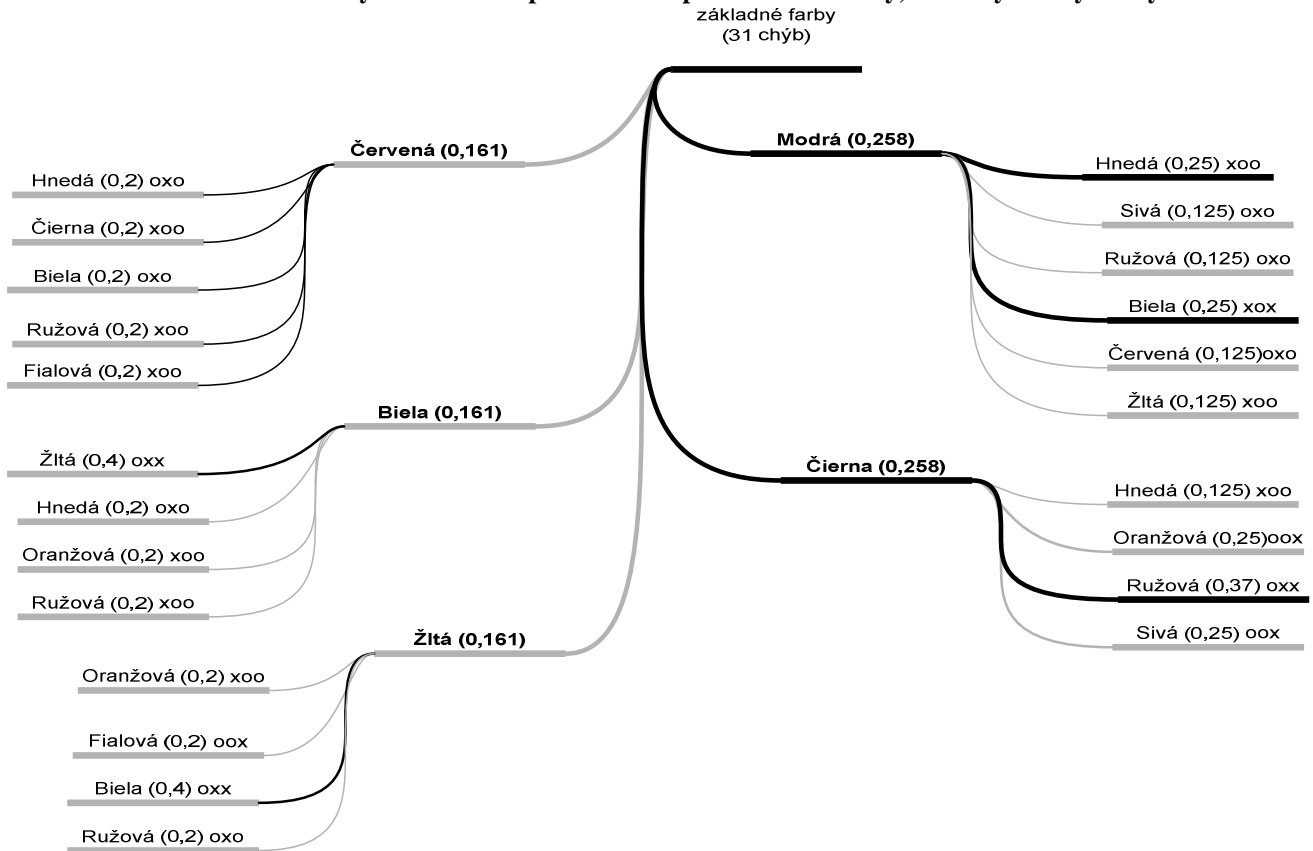 základné farby
(31 chýb)
Červená (0,161)
Hnedá (0,2) oxo
Čierna (0,2) xoo
Biela (0,2) oxo
Ružová (0,2) xoo
Fialová (0,2) xoo
Biela (0,161)
Žltá (0,4) oxx
Hnedá (0,2) oxo
Oranžová (0,2) xoo
Ružová (0,2) xoo
Žltá (0,161)
Oranžová (0,2) xoo
Fialová (0,2) oox
Biela (0,4) oxx
Ružová (0,2) oxo
Modrá (0,258)
Hnedá (0,25) xoo
Sivá (0,125) oxo
Ružová (0,125) oxo
Biela (0,25) xox
Červená (0,125)oxo
Žltá (0,125) xoo
Čierna (0,258)
Hnedá (0,125) xoo
Oranžová (0,25)oox
Ružová (0,37) oxx
Sivá (0,25) oox